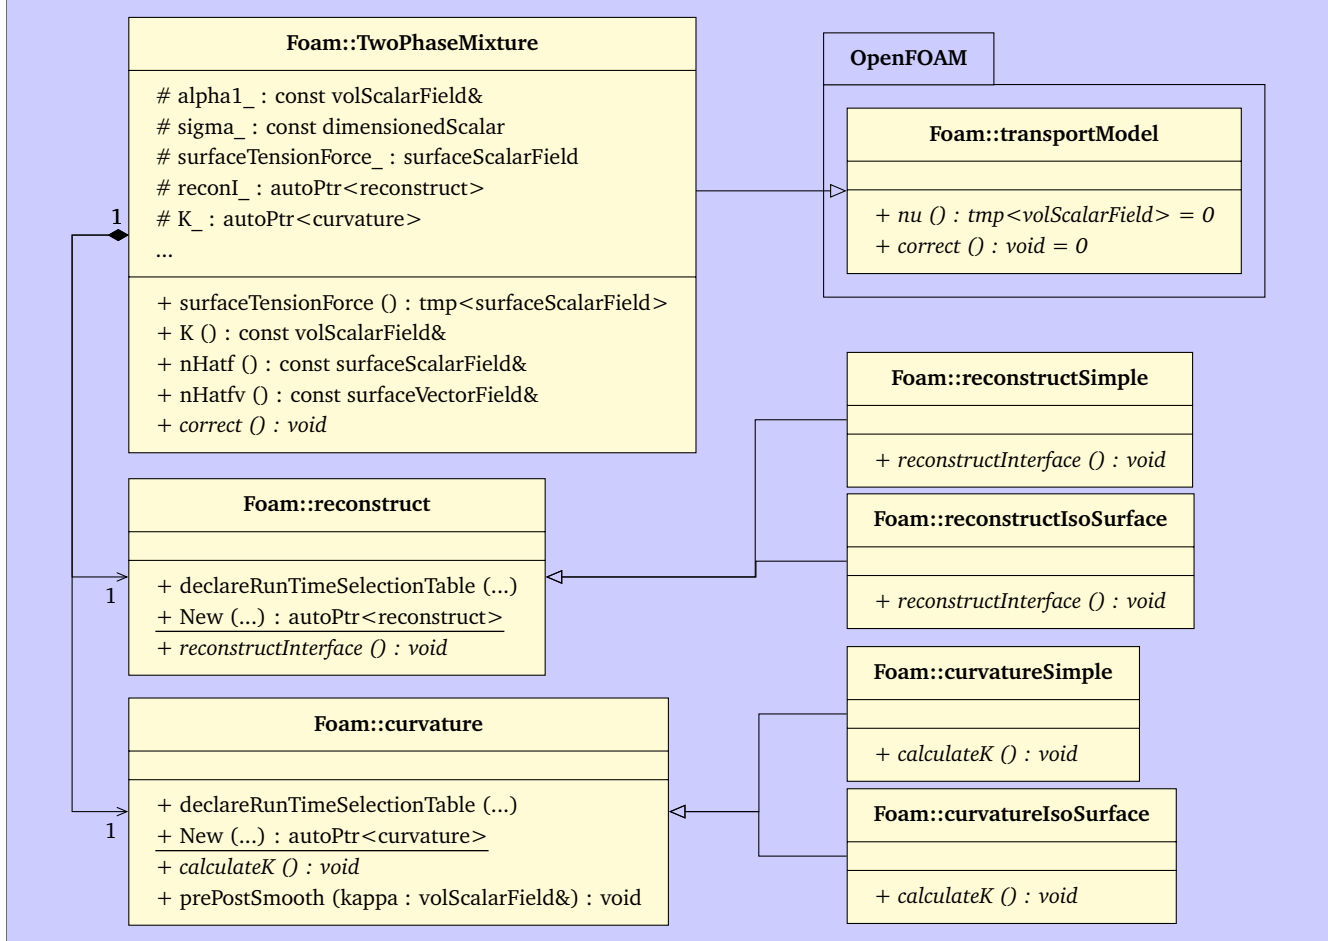 Foam::TwoPhaseMixture
# alpha1_ : const volScalarField&
# sigma_ : const dimensionedScalar
# surfaceTensionForce_ : surfaceScalarField
# reconI_ : autoPtr<reconstruct>
# K_ : autoPtr<curvature>
...
+ surfaceTensionForce () : tmp<surfaceScalarField>
+ K () : const volScalarField&
+ nHatf () : const surfaceScalarField&
+ nHatfv () : const surfaceVectorField&
+ correct () : void
1
OpenFOAM
Foam::transportModel
+ nu () : tmp<volScalarField> = 0
+ correct () : void = 0
Foam::reconstruct
+ declareRunTimeSelectionTable (...)
+ New (...) : autoPtr<reconstruct>
+ reconstructInterface () : void
1
Foam::reconstructSimple
+ reconstructInterface () : void
Foam::reconstructIsoSurface
+ reconstructInterface () : void
Foam::curvature
+ declareRunTimeSelectionTable (...)
+ New (...) : autoPtr<curvature>
+ calculateK () : void
+ prePostSmooth (kappa : volScalarField&) : void
1
Foam::curvatureSimple
+ calculateK () : void
Foam::curvatureIsoSurface
+ calculateK () : void